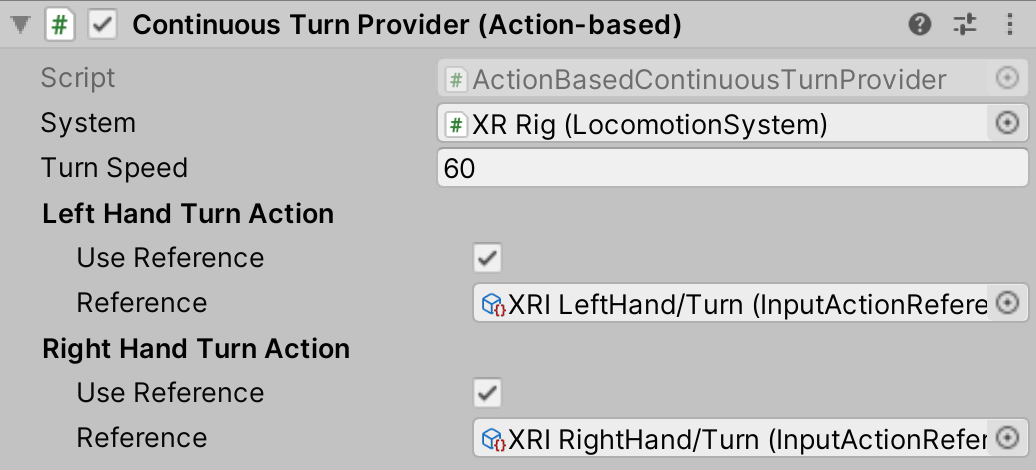 Continuous Turn Provider (Action-based)
Script # ActionBasedContinuousTurnProvider
System # XR Rig (LocomotionSystem)
Turn Speed 60
Left Hand Turn Action
Use Reference
Reference XRI LeftHand/Turn (InputActionRefere
Right Hand Turn Action
Use Reference
Reference XRI RightHand/Turn (InputActionRefer